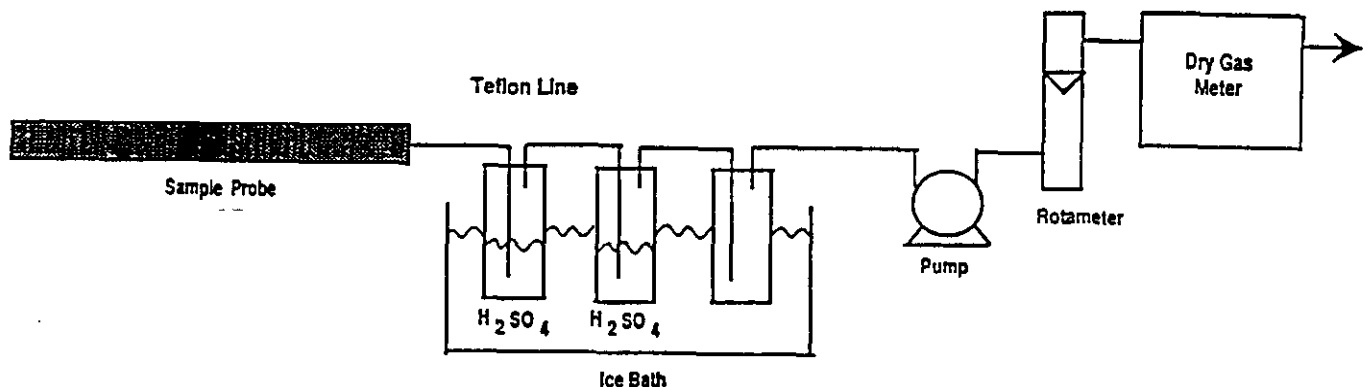 Teflon Line
Dry Gas
Meter
Sample Probe
Rotameter
Pump
H₂SO₄ H₂SO₄
Ice Bath